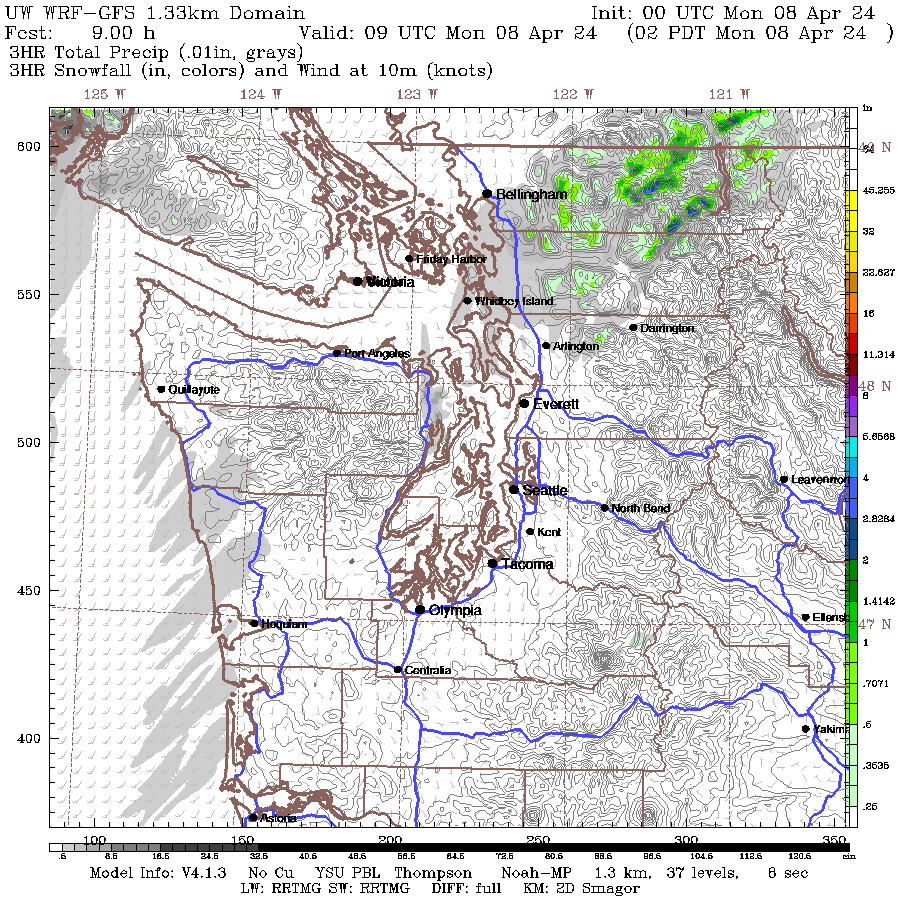 UW WRF-GFS 1.33km Domain Init: 00 UTC Mon 08 Apr 24
Fcst: 9.00 h Valid: 09 UTC Mon 08 Apr 24 (02 PDT Mon 08 Apr 24 )
3HR Total Precip (.01in, grays)
3HR Snowfall (in, colors) and Wind at 10m (knots)
125 W 124 W 123 W 122 W 121 W
in
600 49 N
Bellingham
45.255
Friday Harbor
32
Victoria
22.627
550
Whidbey Island
16
Darrington
Arlington
Port Angeles
11.314
Quillayute 48 N
8
Everett
500
5.6568
4
Leavenwor
Seattle
North Bend
2.8284
Kent
2
Tacoma
450
1.4142
Olympia
Ellens
Hoquiam 47 N
1
Centralia
.7071
.5
400
Yakima
.3535
.25
Astoria
100 150 200 250 300 350
.5 8.5 16.5 24.5 32.5 40.5 48.5 56.5 64.5 72.5 80.5 88.5 96.5 104.5 112.5 120.5 cin
Model Info: V4.1.3 No Cu YSU PBL Thompson Noah-MP 1.3 km, 37 levels, 8 sec
LW: RRTMG SW: RRTMG DIFF: full KM: 2D Smagor